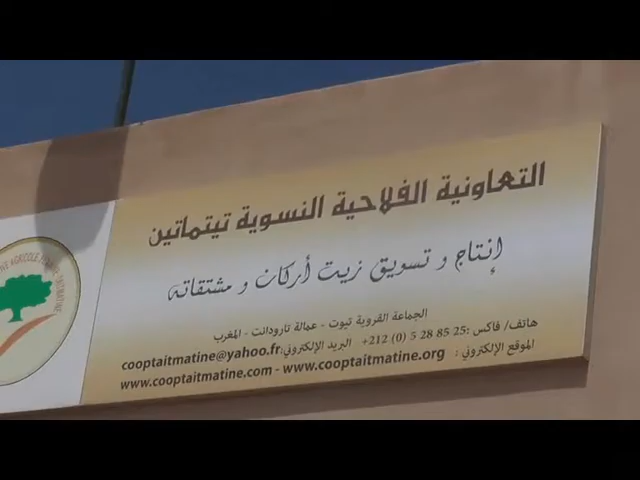 التعاونية الفلاحية النسوية تيتماتين
إنتاج و تسويق زيت أركان و مشتقاته
الجماعة القروية تيوت - عمالة تارودانت - المغرب
هاتف/ فاكس :25 85 28 5 (0) 212+ البريد الإلكتروني:cooptaitmatine@yahoo.fr
الموقع الإلكتروني : www.cooptaitmatine.com - www.cooptaitmatine.org
AGRICOLE